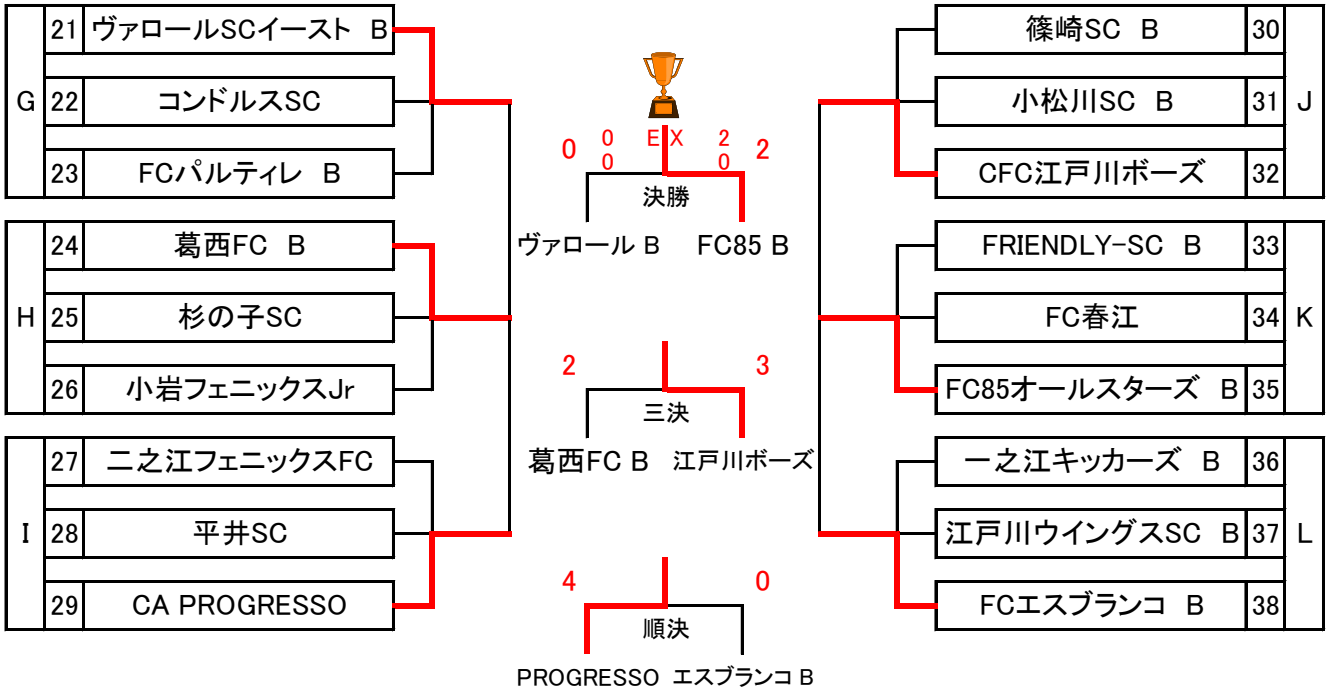 G
21 ヴァロールSCイースト B
22 コンドルスSC
23 FCパルティレ B
H
24 葛西FC B
25 杉の子SC
26 小岩フェニックスJr
I
27 二之江フェニックスFC
28 平井SC
29 CA PROGRESSO
0 0 EX 2 2
0 0
決勝
ヴァロール B FC85 B
2 3
三決
葛西FC B 江戸川ボーズ
4 0
順決
PROGRESSO エスブランコ B
篠崎SC B 30
小松川SC B 31
CFC江戸川ボーズ 32
J
FRIENDLY-SC B 33
FC春江 34
FC85オールスターズ B 35
K
一之江キッカーズ B 36
江戸川ウイングスSC B 37
FCエスブランコ B 38
L